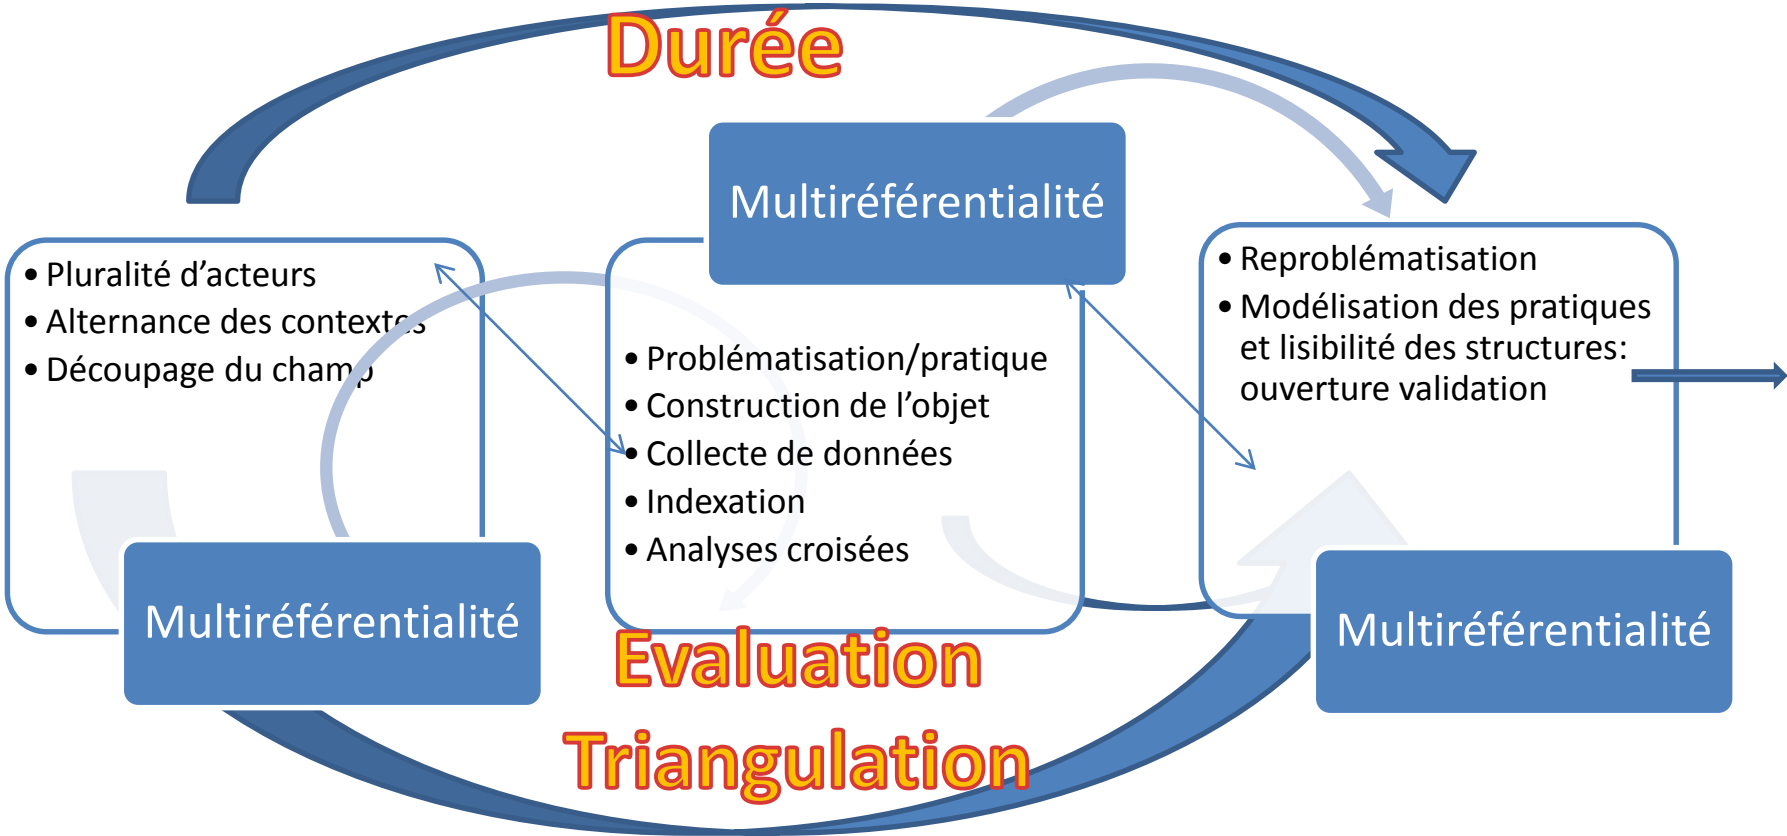 Durée
Multiréférentialité
• Pluralité d’acteurs
• Alternance des contextes
• Découpage du champ
Multiréférentialité
• Problématisation/pratique
• Construction de l’objet
• Collecte de données
• Indexation
• Analyses croisées
• Reproblématisation
• Modélisation des pratiques
et lisibilité des structures:
ouverture validation
Multiréférentialité
Evaluation
Triangulation